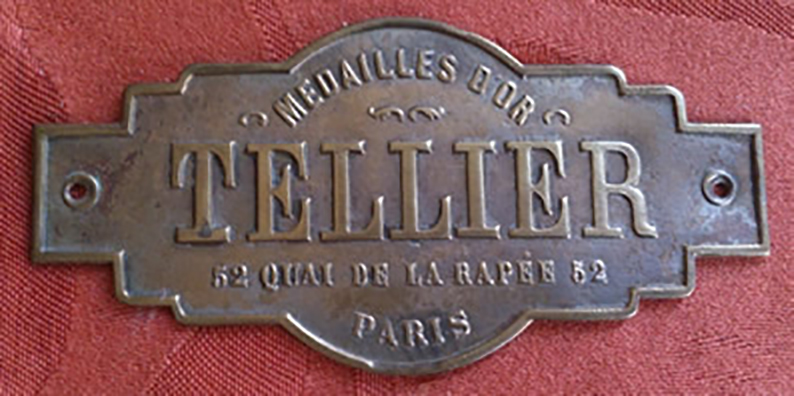 MEDAILLES D'OR
TELLIER
52 QUAI DE LA RAPÉE 52
PARIS